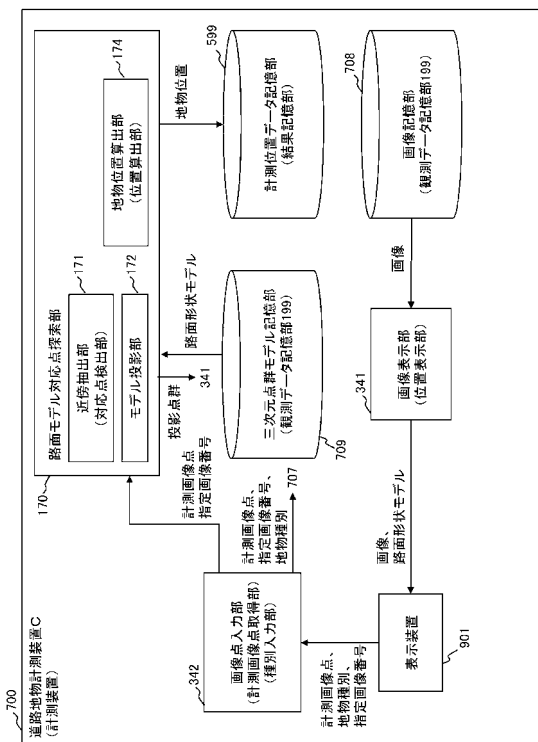 700
道路地物計測装置C
(計測装置)
170
路面モデル対応点探索部
171
近傍抽出部
(対応点検出部)
172
モデル投影部
174
地物位置算出部
(位置算出部)
計測画像点
指定画像番号
投影点群
341
路面形状モデル
地物位置
342
画像点入力部
(計測画像点取得部)
(種別入力部)
計測画像点、
指定画像番号、
地物種別
707
三次元点群モデル記憶部
(観測データ記憶部199)
709
計測位置データ記憶部
(結果記憶部)
599
計測画像点、
地物種別、
指定画像番号
表示装置
901
画像、
路面形状モデル
画像表示部
(位置表示部)
341
画像
画像記憶部
(観測データ記憶部199)
708